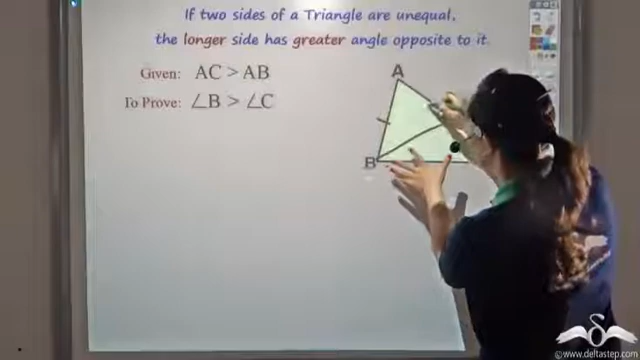 If two sides of a Triangle are unequal,
the longer side has greater angle opposite to it.
Given: AC > AB
To Prove: ∠B > ∠C
A
B
©www.deltastep.com